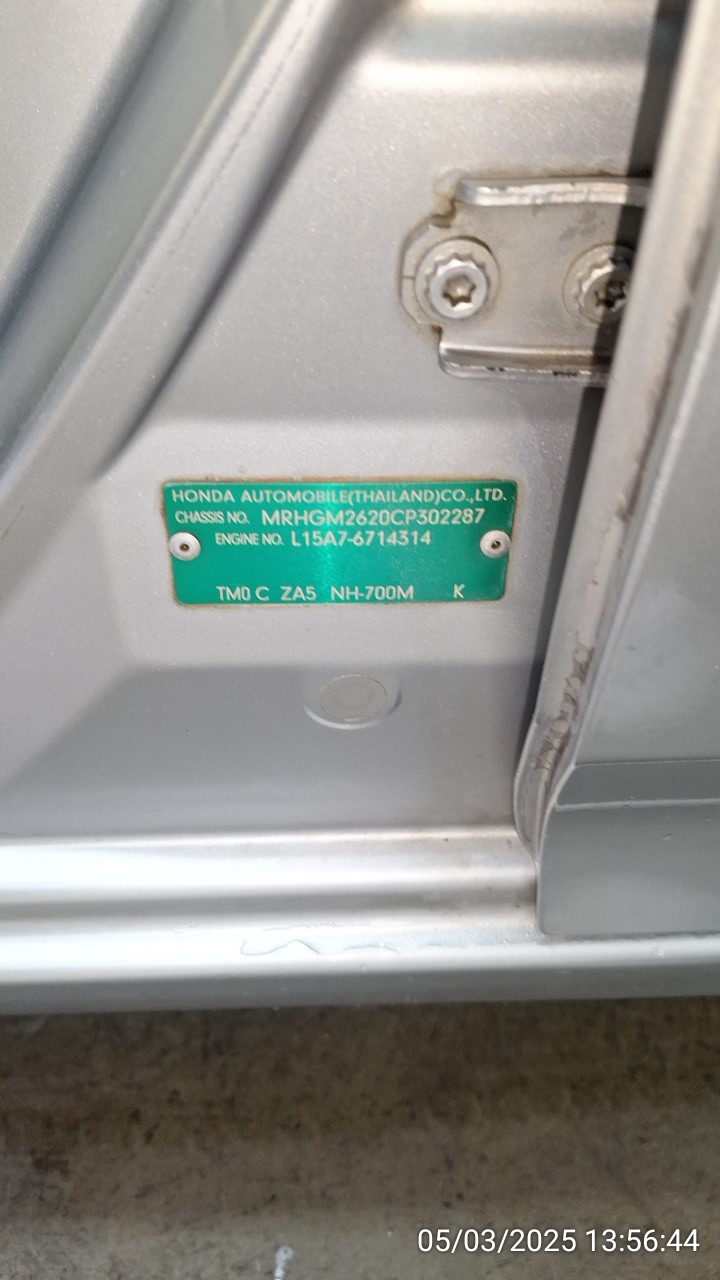 HONDA AUTOMOBILE(THAILAND)CO.,LTD.
CHASSIS NO. MRHGM2620CP302287
ENGINE NO. L15A7-6714314
TM0 C ZA5 NH-700M K
05/03/2025 13:56:44